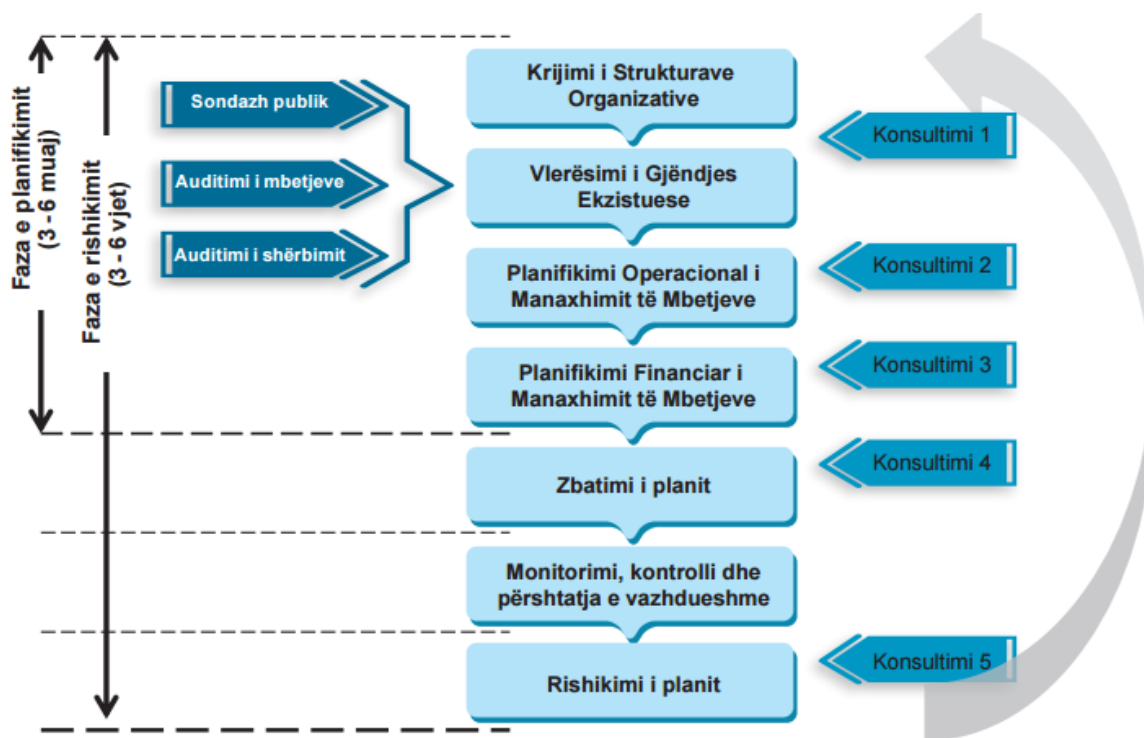 Faza e planifikimit
(3 - 6 muaj)
Faza e rishikimit
(3 - 6 vjet)
Sondazh publik
Auditimi i mbetjeve
Auditimi i shërbimit
Krijimi i Strukturave
Organizative
Konsultimi 1
Vlerësimi i Gjëndjes
Ekzistuese
Konsultimi 2
Planifikimi Operacional i
Manaxhimit të Mbetjeve
Konsultimi 3
Planifikimi Financiar i
Manaxhimit të Mbetjeve
Konsultimi 4
Zbatimi i planit
Monitorimi, kontrolli dhe
përshtatja e vazhdueshme
Konsultimi 5
Rishikimi i planit